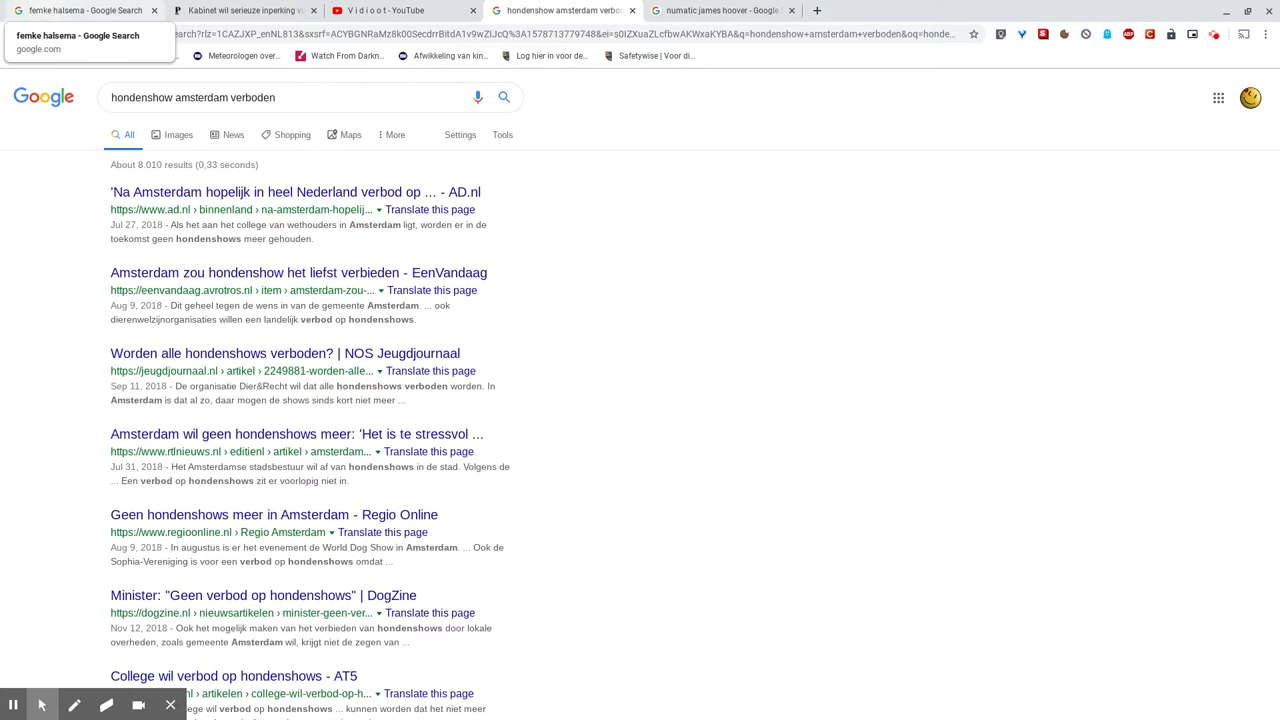 femke halsema - Google Search
Kabinet wil serieuze inperking v
V i d i o o t - YouTube
hondenshow amsterdam verbo
numatic james hoover - Google
femke halsema - Google Search
google.com
earch?rlz=1CAZJXP_enNL813&sxsrf=ACYBGNRaMz8k00SecdrrBitdA1v9wZIJcQ%3A1578713779748&ei=s0IZXuaZLcfbwAKWxaKYBA&q=hondenshow+amsterdam+verboden&oq=honde...
Meteorologen over...
Watch From Darkn...
Afwikkeling van kin...
Log hier in voor de...
Safetywise | Voor di...
Google
hondenshow amsterdam verboden
All
Images
News
Shopping
Maps
More
Settings
Tools
About 8.010 results (0,33 seconds)
'Na Amsterdam hopelijk in heel Nederland verbod op ... - AD.nl
https://www.ad.nl › binnenland › na-amsterdam-hopelij... Translate this page
Jul 27, 2018 - Als het aan het college van wethouders in Amsterdam ligt, worden er in de
toekomst geen hondenshows meer gehouden.
Amsterdam zou hondenshow het liefst verbieden - EenVandaag
https://eenvandaag.avrotros.nl › item › amsterdam-zou-... Translate this page
Aug 9, 2018 - Dit geheel tegen de wens in van de gemeente Amsterdam. ... ook
dierenwelzijnorganisaties willen een landelijk verbod op hondenshows.
Worden alle hondenshows verboden? | NOS Jeugdjournaal
https://jeugdjournaal.nl › artikel › 2249881-worden-alle... Translate this page
Sep 11, 2018 - De organisatie Dier&Recht wil dat alle hondenshows verboden worden. In
Amsterdam is dat al zo, daar mogen de shows sinds kort niet meer ...
Amsterdam wil geen hondenshows meer: 'Het is te stressvol ...
https://www.rtlnieuws.nl › editienl › artikel › amsterdam... Translate this page
Jul 31, 2018 - Het Amsterdamse stadsbestuur wil af van hondenshows in de stad. Volgens de
... Een verbod op hondenshows zit er voorlopig niet in.
Geen hondenshows meer in Amsterdam - Regio Online
https://www.regioonline.nl › Regio Amsterdam Translate this page
Aug 9, 2018 - In augustus is er het evenement de World Dog Show in Amsterdam. ... Ook de
Sophia-Vereniging is voor een verbod op hondenshows omdat ...
Minister: "Geen verbod op hondenshows" | DogZine
https://dogzine.nl › nieuwsartikelen › minister-geen-ver... Translate this page
Nov 12, 2018 - Ook het mogelijk maken van het verbieden van hondenshows door lokale
overheden, zoals gemeente Amsterdam wil, krijgt niet de zegen van ...
College wil verbod op hondenshows - AT5
nl › artikelen › college-wil-verbod-op-h... Translate this page
ege wil verbod op hondenshows ... kunnen worden dat het niet meer